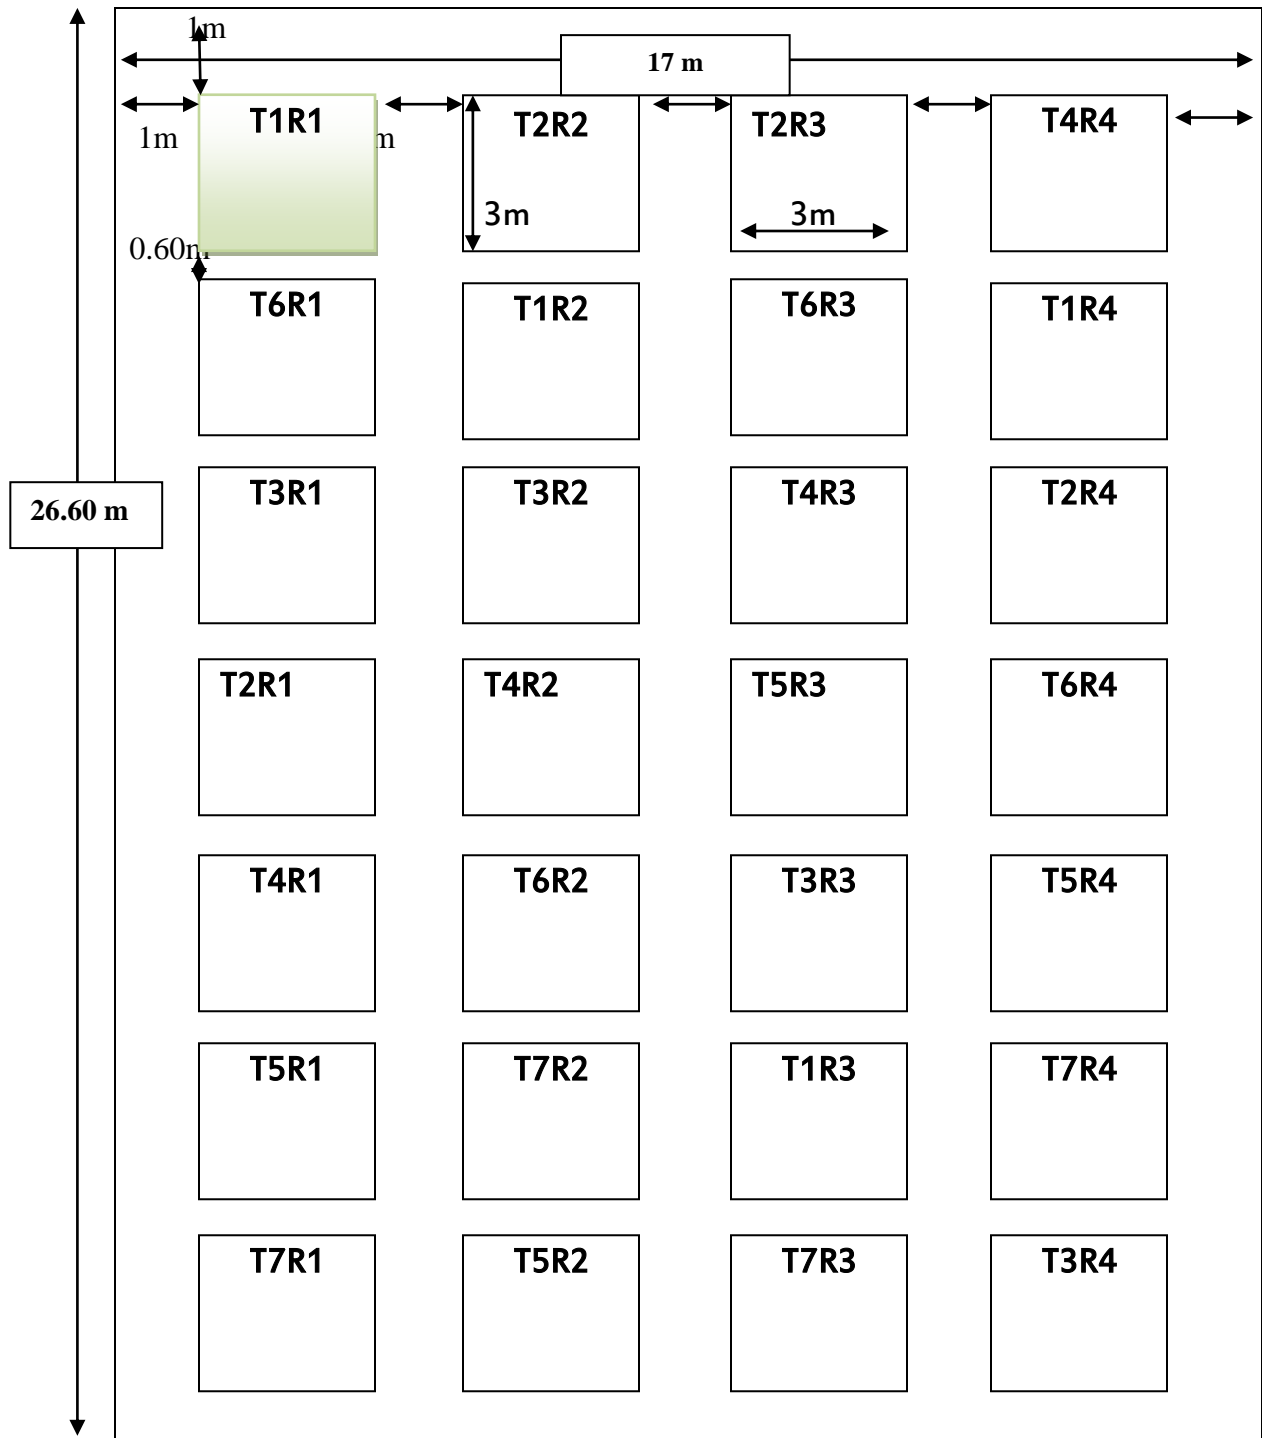 1m
17 m
T1R1 T2R2 T2R3 T4R4
1m m
3m 3m
0.60m
T6R1 T1R2 T6R3 T1R4
T3R1 T3R2 T4R3 T2R4
26.60 m
T2R1 T4R2 T5R3 T6R4
T4R1 T6R2 T3R3 T5R4
T5R1 T7R2 T1R3 T7R4
T7R1 T5R2 T7R3 T3R4